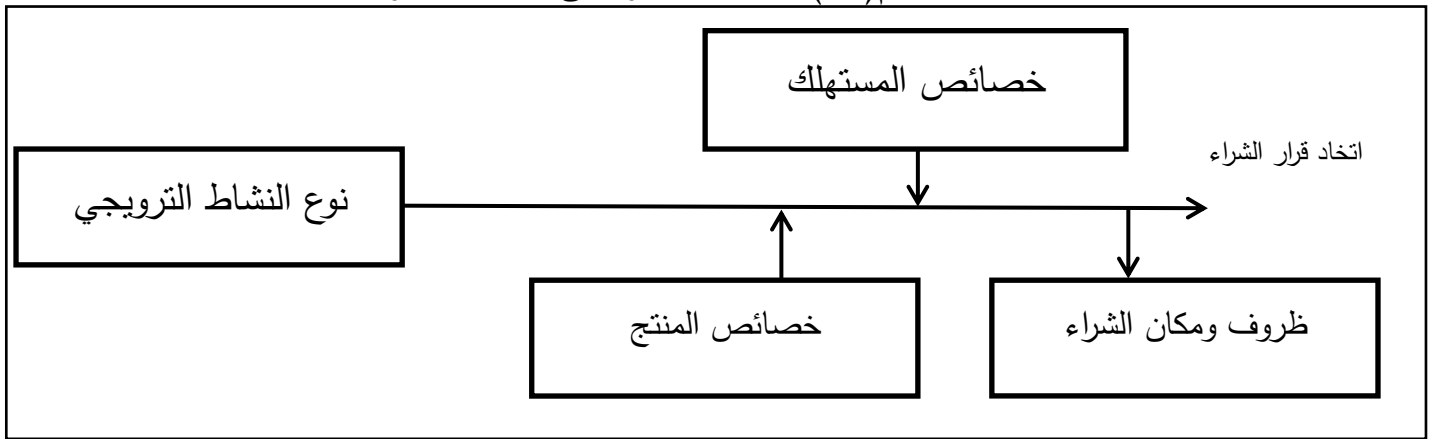 خصائص المستهلك
اتخاد قرار الشراء
نوع النشاط الترويجي
خصائص المنتج
ظروف ومكان الشراء